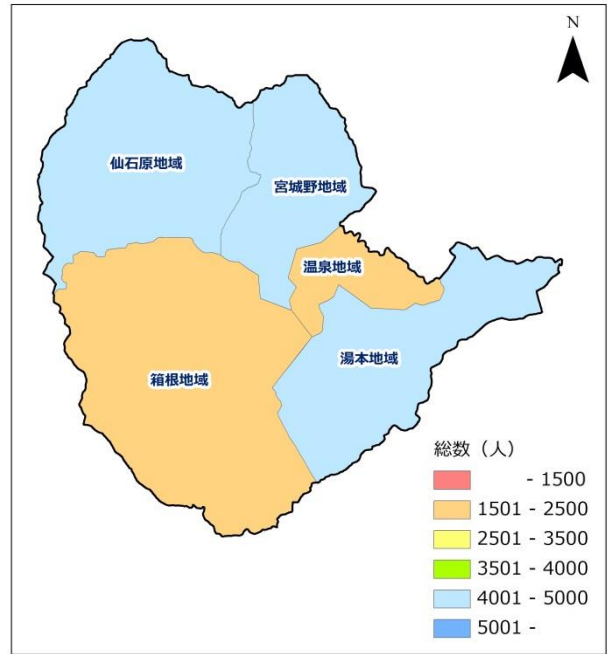 N
仙石原地域
宮城野地域
温泉地域
湯本地域
箱根地域
総数（人）
- 1500
1501 - 2500
2501 - 3500
3501 - 4000
4001 - 5000
5001 -